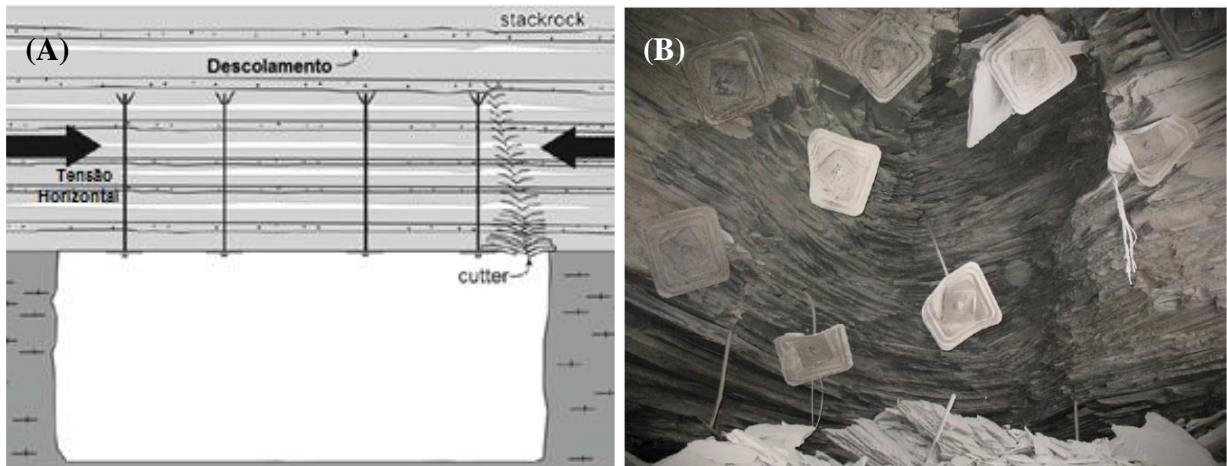 stackrock
(A)
Descolamento
Tensão
Horizontal
cutter
(B)